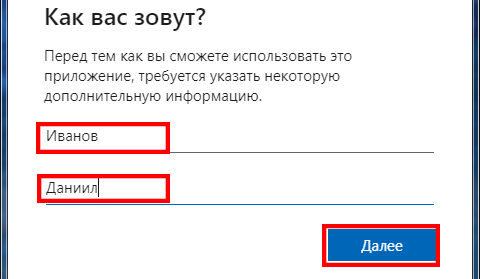 Как вас зовут?
Перед тем как вы сможете использовать это
приложение, требуется указать некоторую
дополнительную информацию.
Иванов
Даниил
Далее